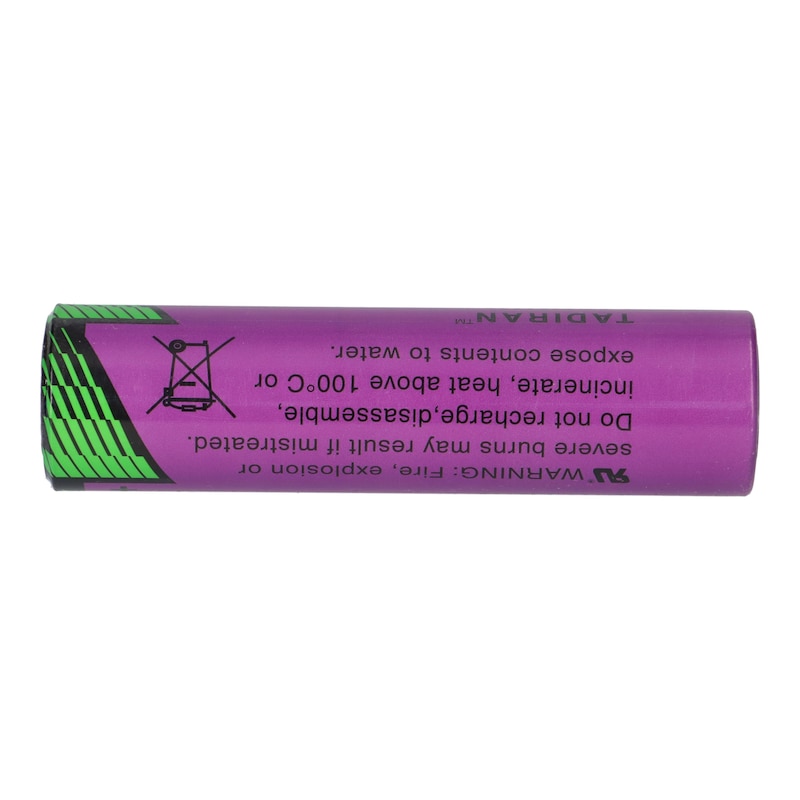 WARNING: Fire, explosion or
severe burns may result if mistreated.
Do not recharge,disassemble,
incinerate, heat above 100°C or
expose contents to water.
TADIRAN™